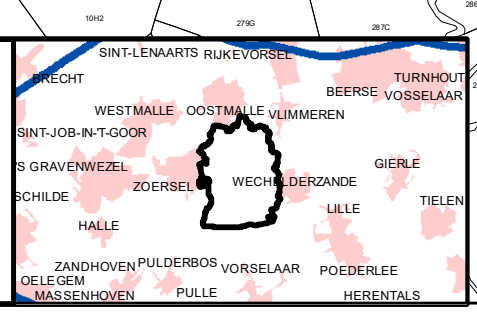 10H2
279G
287C
286
SINT-LENAARTS
RIJKEVORSEL
BRECHT
TURNHOUT
BEERSE
VOSSELAAR
WESTMALLE
OOSTMALLE
VLIMMEREN
SINT-JOB-IN-'T-GOOR
'S GRAVENWEZEL
GIERLE
ZOERSEL
WECHELDERZANDE
SCHILDE
TIELEN
LILLE
HALLE
ZANDHOVEN
PULDERBOS
VORSELAAR
POEDERLEE
OELEGEM
MASSENHOVEN
PULLE
HERENTALS